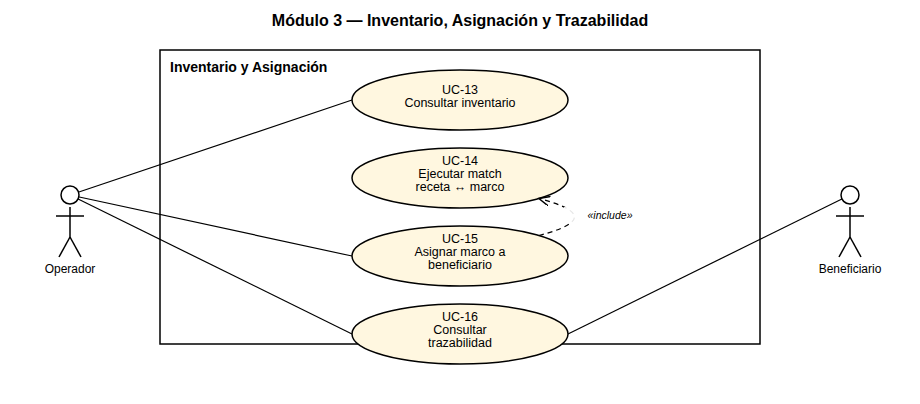 Módulo 3 — Inventario, Asignación y Trazabilidad
Inventario y Asignación
UC-13
Consultar inventario
UC-14
Ejecutar match
receta ↔ marco
«include»
UC-15
Asignar marco a
beneficiario
Operador
Beneficiario
UC-16
Consultar
trazabilidad